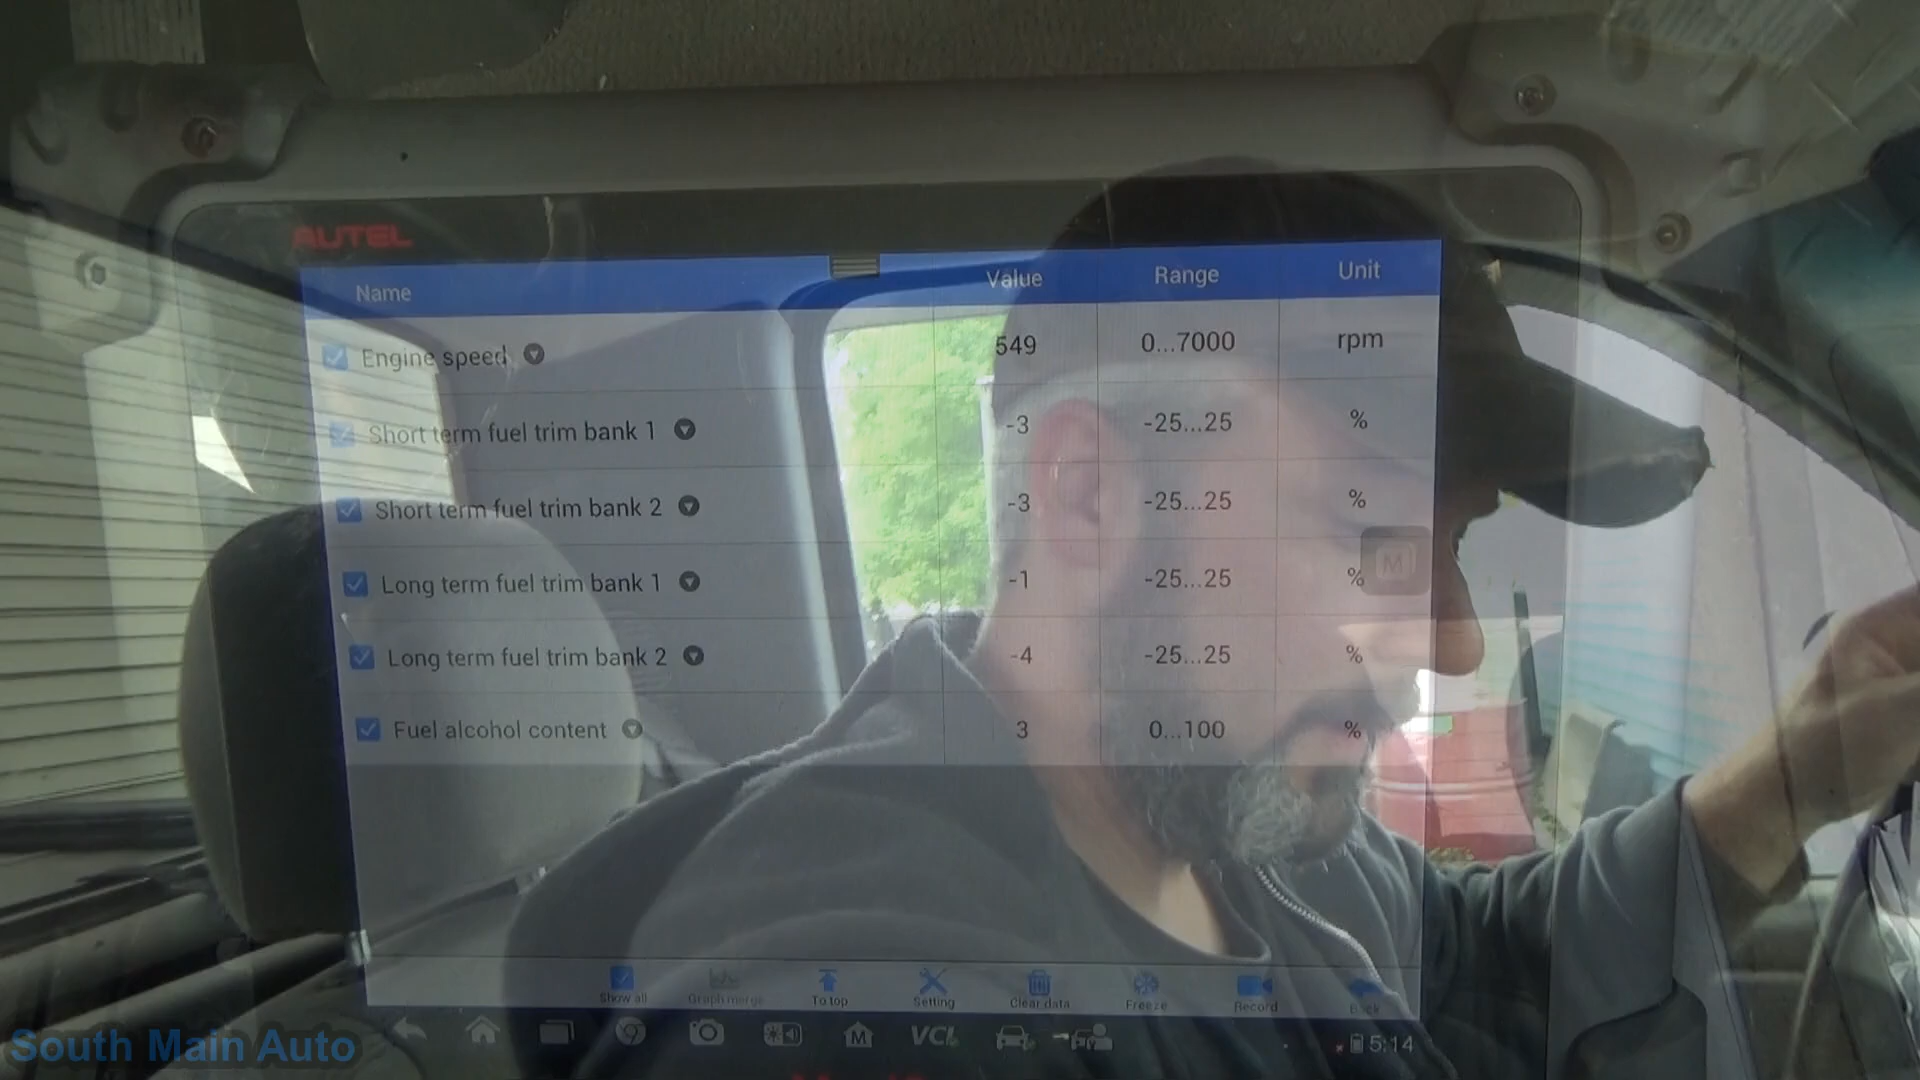 AUTEL
Name Value Range Unit
Engine speed 549 0...7000 rpm
Short term fuel trim bank 1 -3 -25...25 %
Short term fuel trim bank 2 -3 -25...25 %
Long term fuel trim bank 1 -1 -25...25 %
Long term fuel trim bank 2 -4 -25...25 %
Fuel alcohol content 3 0...100 %
M
Show all Graph merge To top Setting Clear data Freeze Record Back
M VCI 5:14
South Main Auto